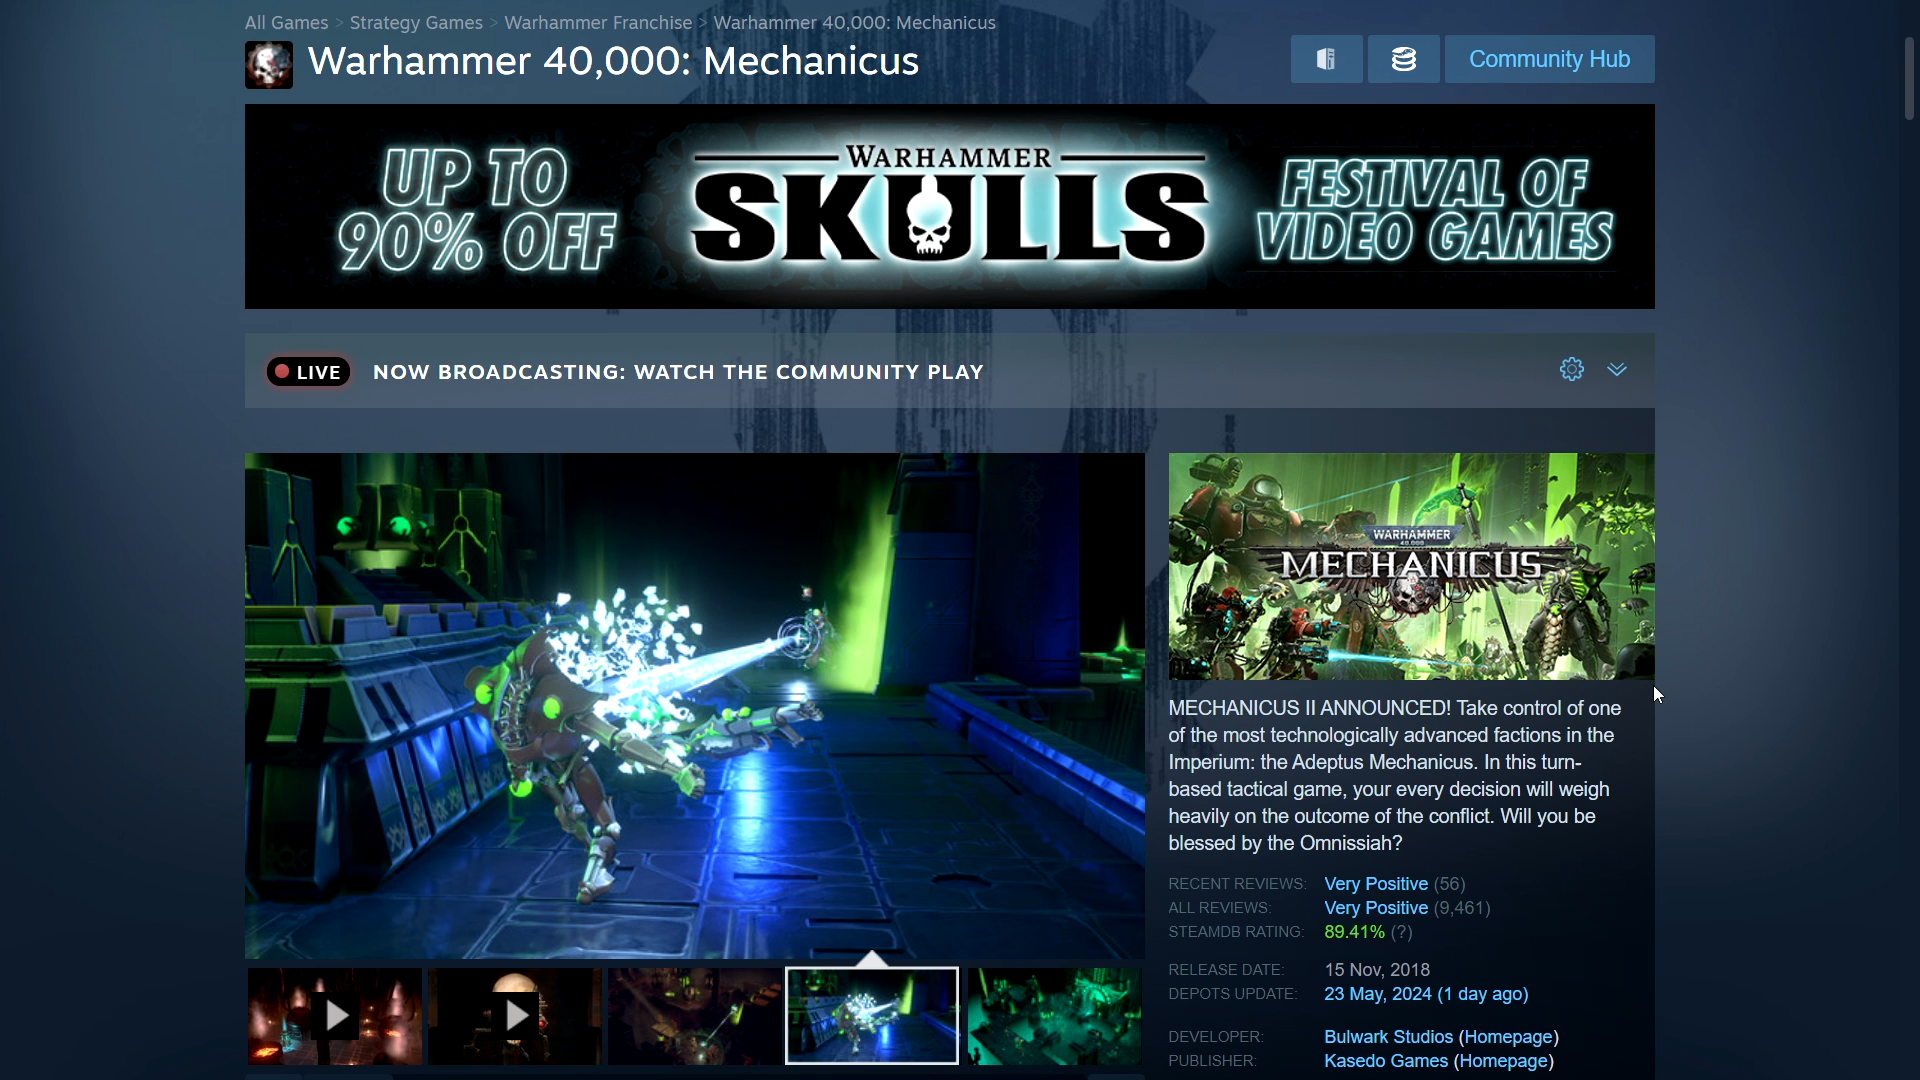 All Games > Strategy Games > Warhammer Franchise > Warhammer 40,000: Mechanicus
Warhammer 40,000: Mechanicus
Community Hub
UP TO
90% OFF
WARHAMMER
SKULLS
FESTIVAL OF
VIDEO GAMES
LIVE
NOW BROADCASTING: WATCH THE COMMUNITY PLAY
WARHAMMER
40,000
MECHANICUS
MECHANICUS II ANNOUNCED! Take control of one
of the most technologically advanced factions in the
Imperium: the Adeptus Mechanicus. In this turn-
based tactical game, your every decision will weigh
heavily on the outcome of the conflict. Will you be
blessed by the Omnissiah?
RECENT REVIEWS: Very Positive (56)
ALL REVIEWS: Very Positive (9,461)
STEAMDB RATING: 89.41% (?)
RELEASE DATE: 15 Nov, 2018
DEPOTS UPDATE: 23 May, 2024 (1 day ago)
DEVELOPER: Bulwark Studios (Homepage)
PUBLISHER: Kasedo Games (Homepage)